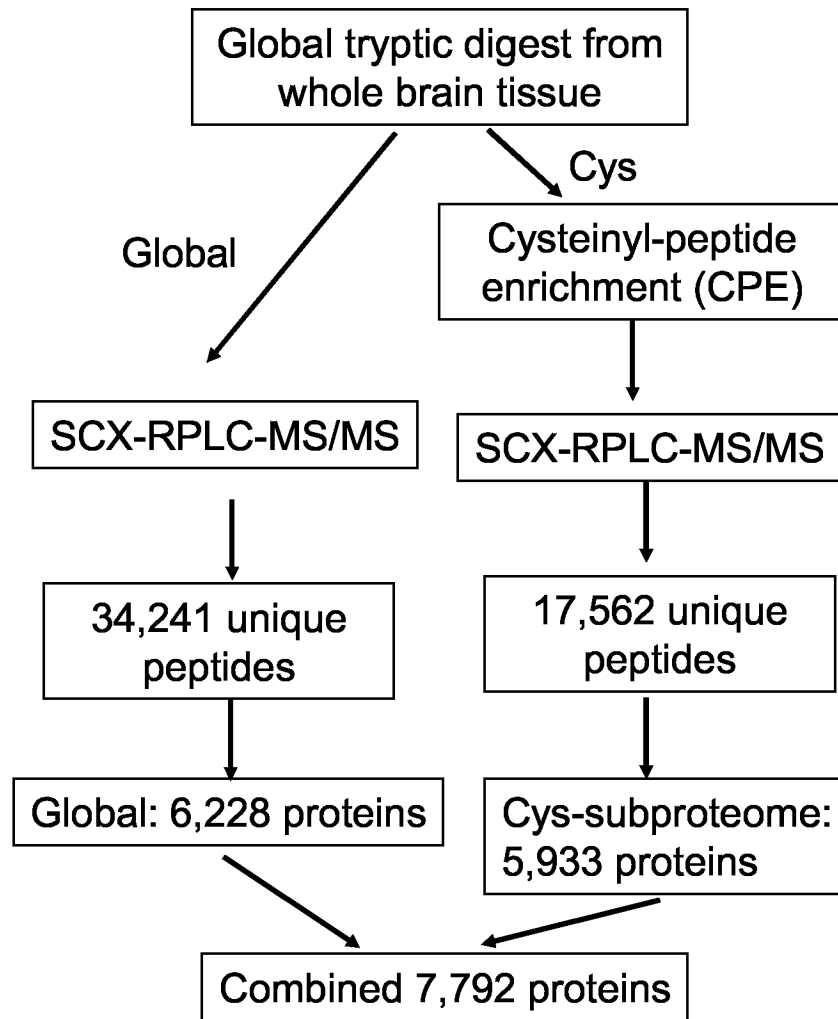 Global tryptic digest from
whole brain tissue
Cys
Global
Cysteinyl-peptide
enrichment (CPE)
SCX-RPLC-MS/MS
SCX-RPLC-MS/MS
34,241 unique
peptides
17,562 unique
peptides
Global: 6,228 proteins
Cys-subproteome:
5,933 proteins
Combined 7,792 proteins